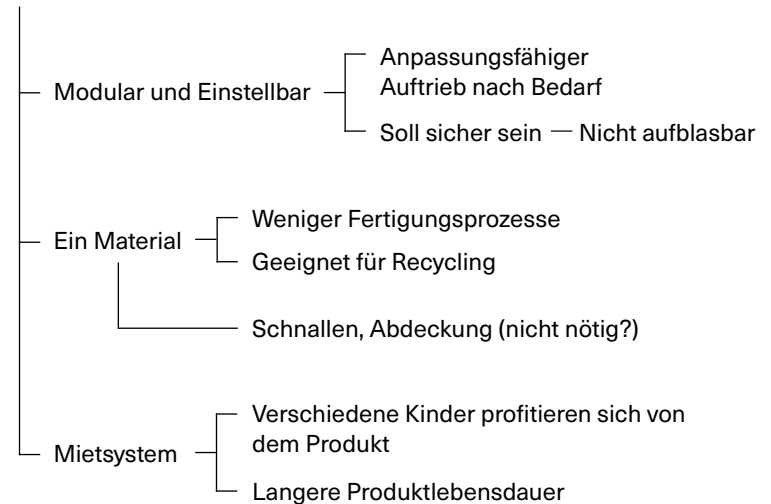 Modular und Einstellbar
Anpassungsfähiger
Auftrieb nach Bedarf
Soll sicher sein
Nicht aufblasbar
Ein Material
Weniger Fertigungsprozesse
Geeignet für Recycling
Schnallen, Abdeckung (nicht nötig?)
Mietsystem
Verschiedene Kinder profitieren sich von
dem Produkt
Langere Produktlebensdauer